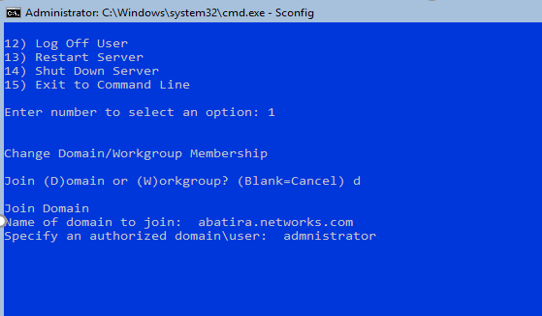 Administrator: C:\Windows\system32\cmd.exe - Sconfig
12) Log Off User
13) Restart Server
14) Shut Down Server
15) Exit to Command Line
Enter number to select an option: 1
Change Domain/Workgroup Membership
Join (D)omain or (W)orkgroup? (Blank=Cancel) d
Join Domain
Name of domain to join:  abatira.networks.com
Specify an authorized domain\user:  admnistrator